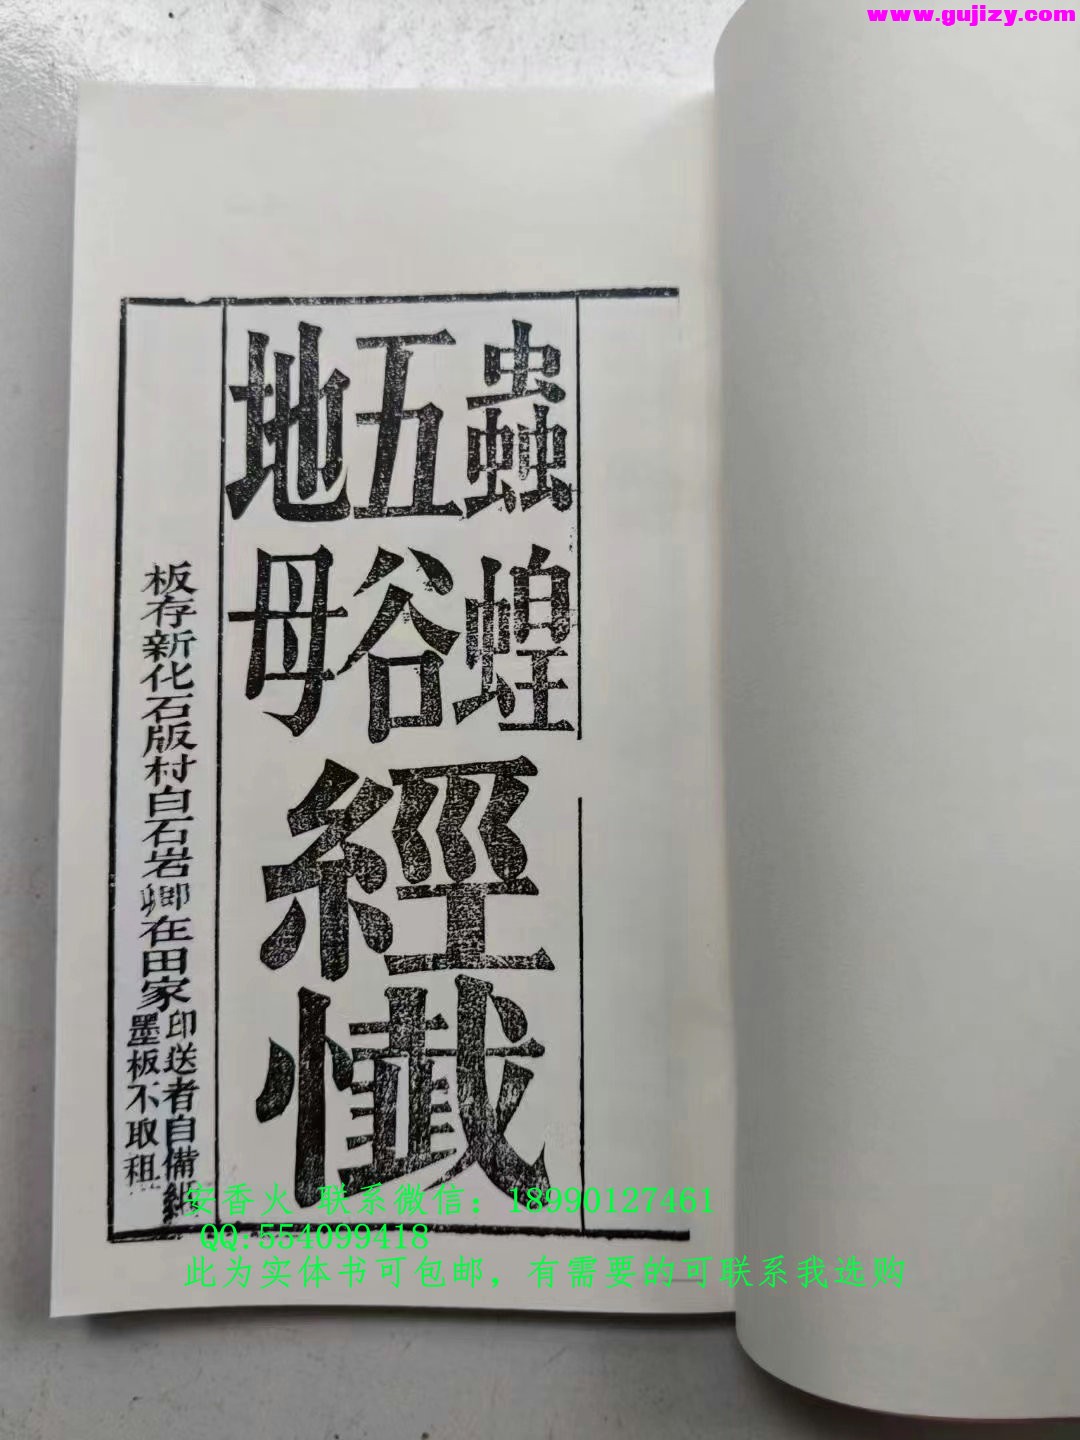 www.gujizy.com
蟲蝗
五谷
地母
經懺
板存新化石版村白石岩鄉在田家
印送者自備紙
墨板不取租
安香火 联系微信：18990127461
QQ:554099418
此为实体书可包邮，有需要的可联系我选购